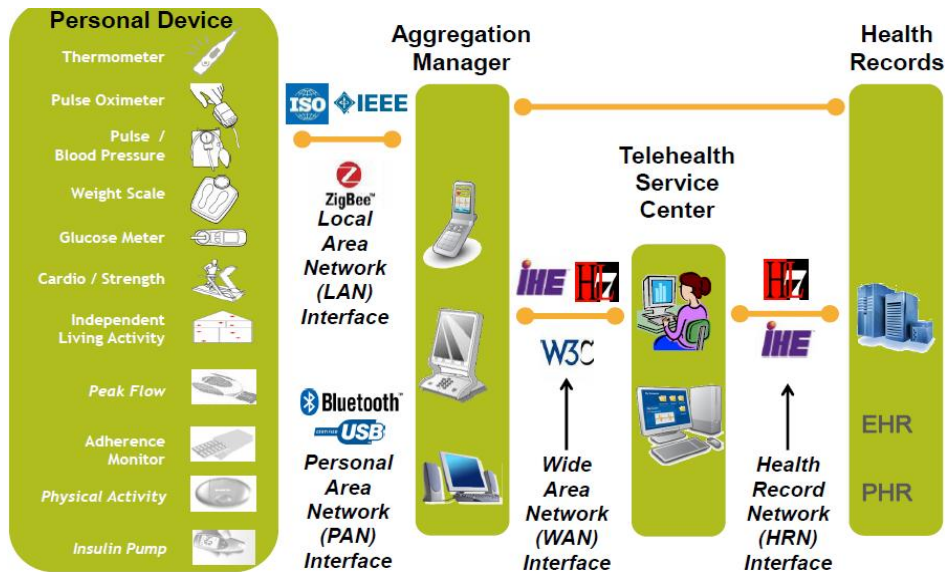 Personal Device
Thermometer
Pulse Oximeter
Pulse /
Blood Pressure
Weight Scale
Glucose Meter
Cardio / Strength
Independent
Living Activity
Peak Flow
Adherence
Monitor
Physical Activity
Insulin Pump
ISO
IEEE
Z
ZigBee™
Local
Area
Network
(LAN)
Interface
Bluetooth™
CERTIFIED USB
Personal
Area
Network
(PAN)
Interface
Aggregation
Manager
IHE
HL7
W3C
Wide
Area
Network
(WAN)
Interface
Telehealth
Service
Center
HL7
IHE
Health
Record
Network
(HRN)
Interface
Health
Records
EHR
PHR